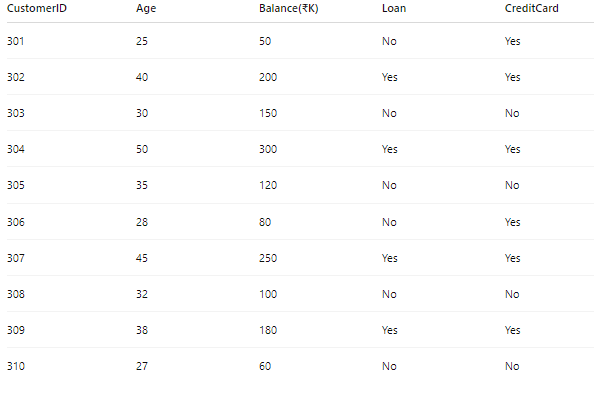 CustomerID Age Balance(₹K) Loan CreditCard
301 25 50 No Yes
302 40 200 Yes Yes
303 30 150 No No
304 50 300 Yes Yes
305 35 120 No No
306 28 80 No Yes
307 45 250 Yes Yes
308 32 100 No No
309 38 180 Yes Yes
310 27 60 No No